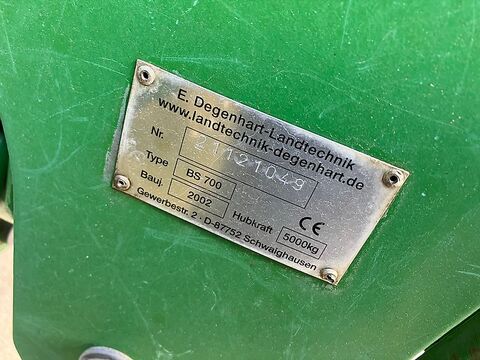 E. Degenhart-Landtechnik
www.landtechnik-degenhart.de
Nr. 21121049
Type BS 700
Bauj. 2002 Hubkraft 5000kg CE
Gewerbestr. 2 · D-87752 Schwaighausen